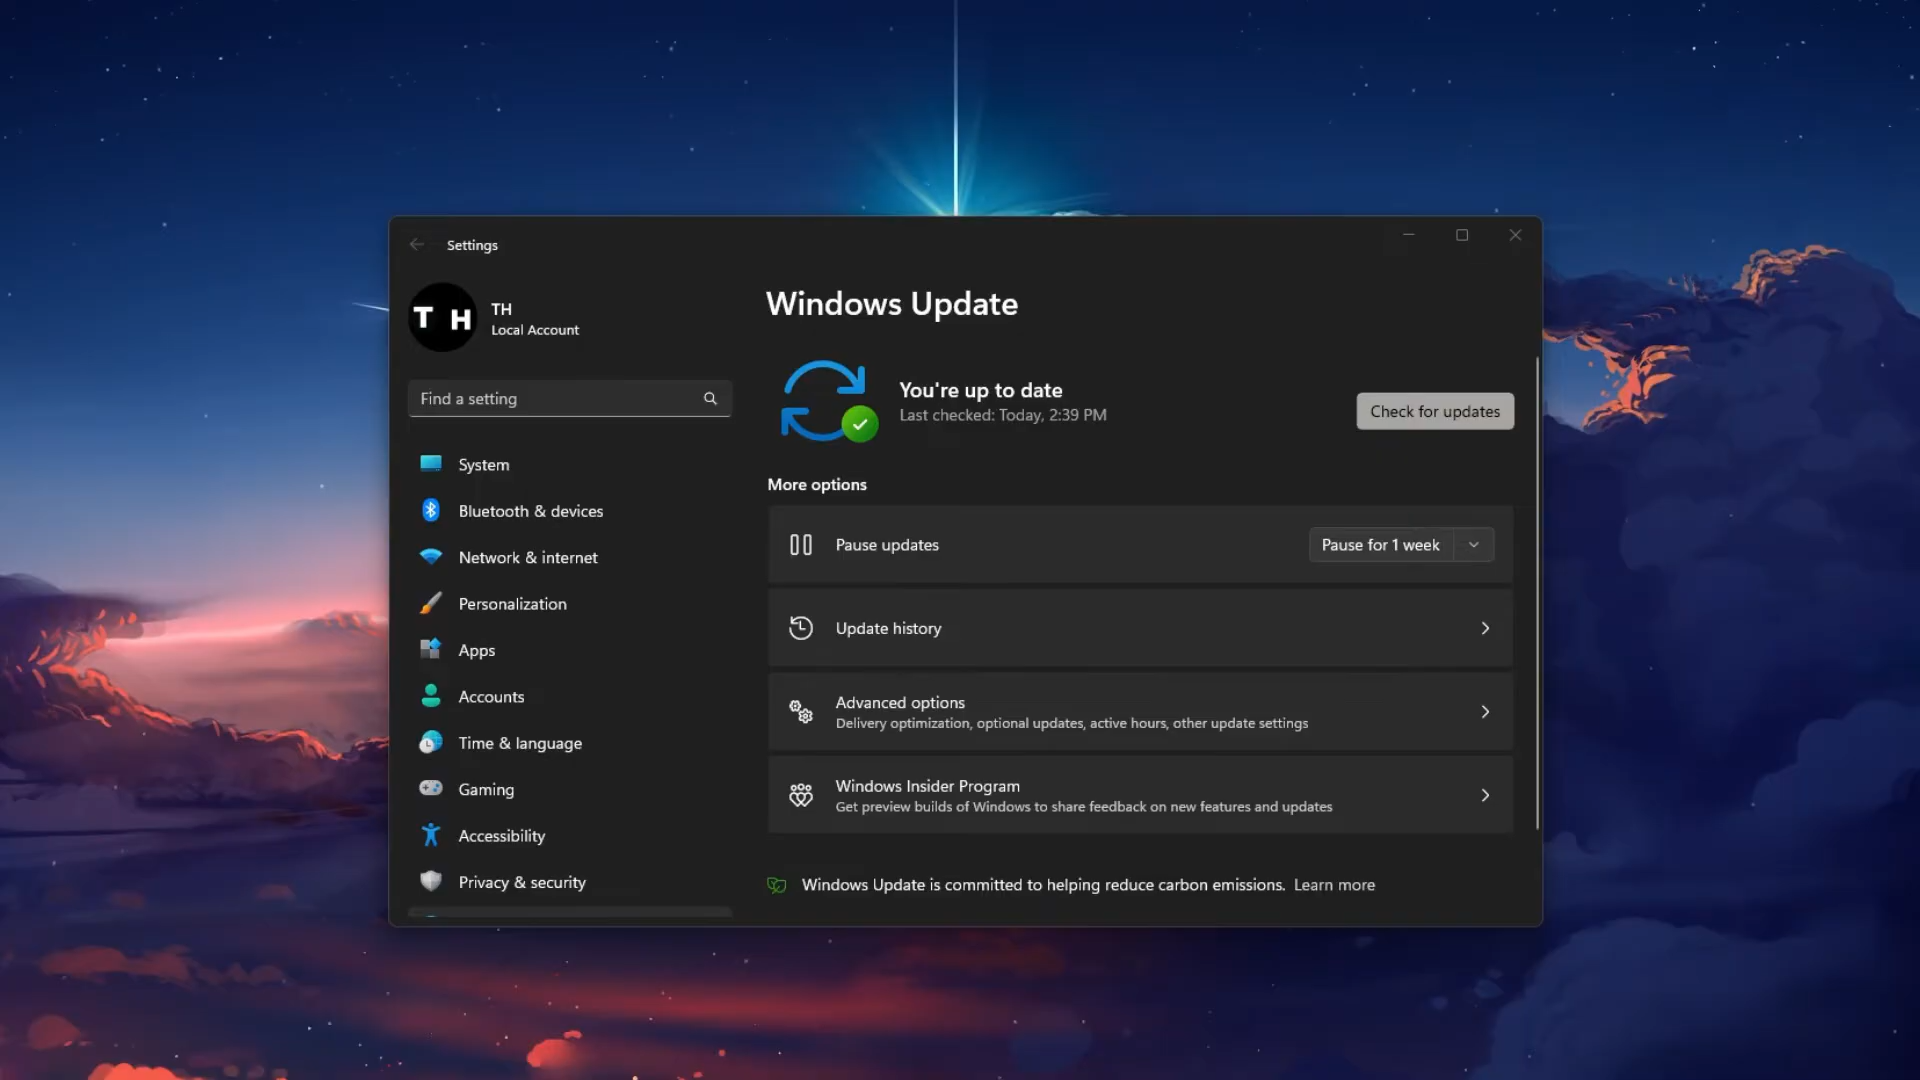 Settings
T H
TH
Local Account
Find a setting
System
Bluetooth & devices
Network & internet
Personalization
Apps
Accounts
Time & language
Gaming
Accessibility
Privacy & security
Windows Update
You're up to date
Last checked: Today, 2:39 PM
Check for updates
More options
Pause updates
Pause for 1 week
Update history
Advanced options
Delivery optimization, optional updates, active hours, other update settings
Windows Insider Program
Get preview builds of Windows to share feedback on new features and updates
Windows Update is committed to helping reduce carbon emissions. Learn more